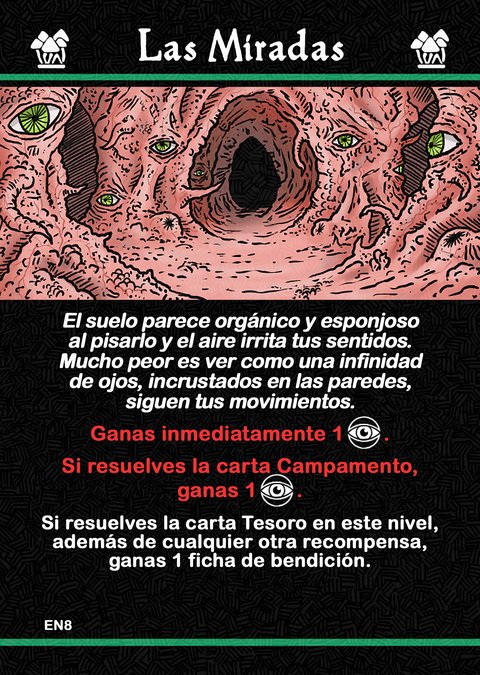 Las Miradas
El suelo parece orgánico y esponjoso
al pisarlo y el aire irrita tus sentidos.
Mucho peor es ver como una infinidad
de ojos, incrustados en las paredes,
siguen tus movimientos.
Ganas inmediatamente 1 .
Si resuelves la carta Campamento,
ganas 1 .
Si resuelves la carta Tesoro en este nivel,
además de cualquier otra recompensa,
ganas 1 ficha de bendición.
EN8